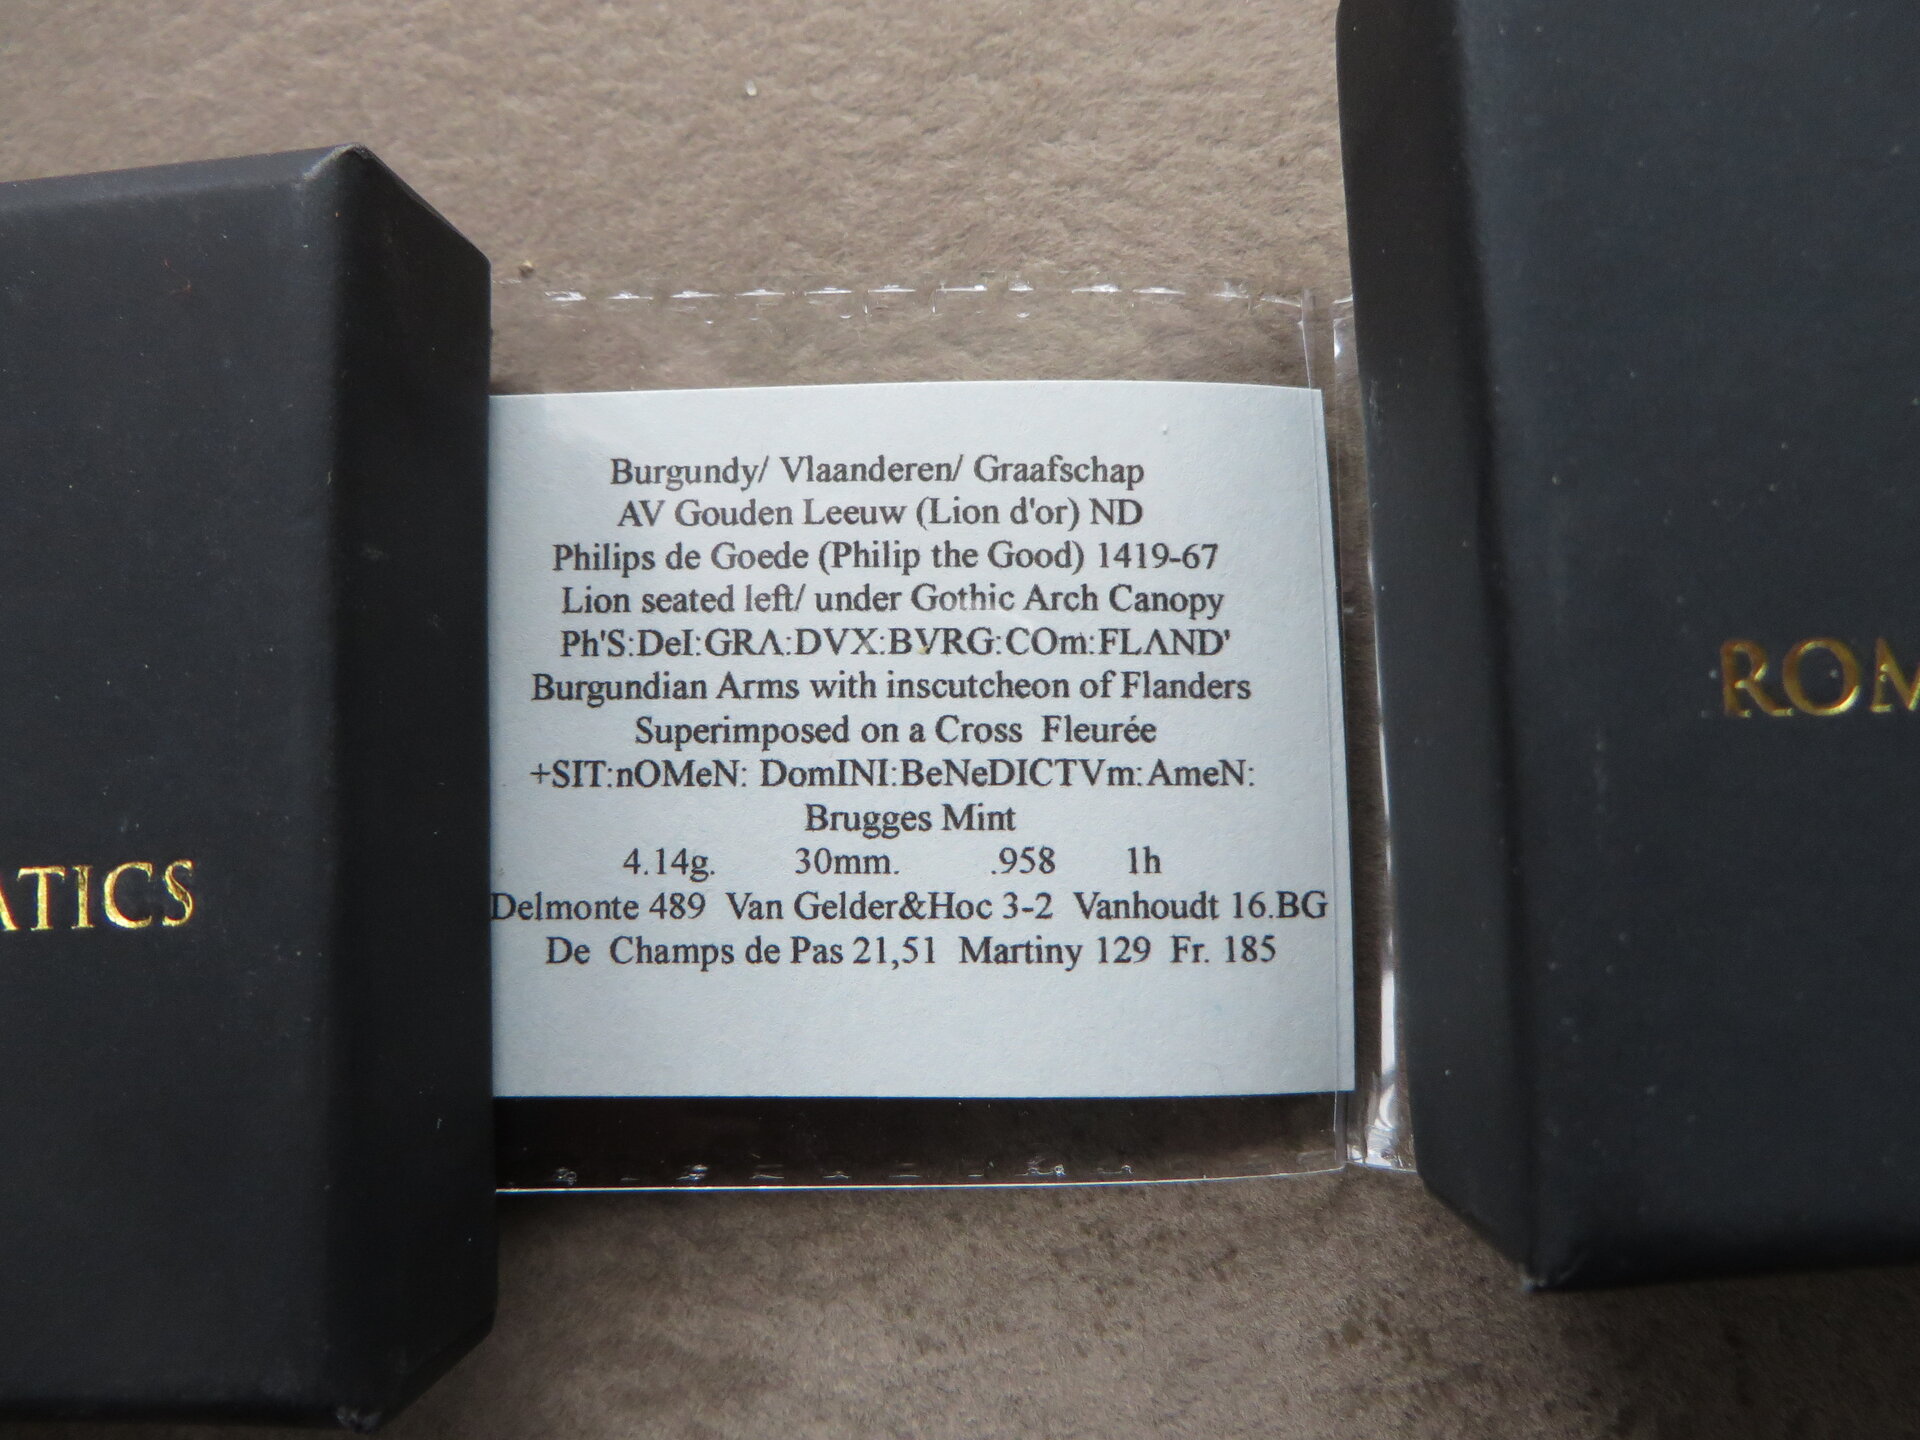 Burgundy/ Vlaanderen/ Graafschap
AV Gouden Leeuw (Lion d'or) ND
Philips de Goede (Philip the Good) 1419-67
Lion seated left/ under Gothic Arch Canopy
Ph'S:DeI:GRΛ:DVX:BVRG:COm:FLΛND'
Burgundian Arms with inscutcheon of Flanders
Superimposed on a Cross Fleurée
+SIT:nOMeN: DomINI:BeNeDICTVm:AmeN:
Brugges Mint
4.14g. 30mm. .958 1h
Delmonte 489 Van Gelder&Hoc 3-2 Vanhoudt 16.BG
De Champs de Pas 21,51 Martiny 129 Fr. 185
ATICS
ROM